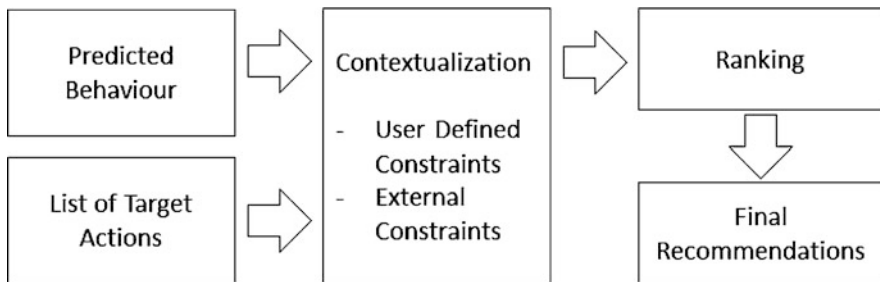 Predicted
Behaviour
List of Target
Actions
Contextualization
- User Defined
Constraints
- External
Constraints
Ranking
Final
Recommendations